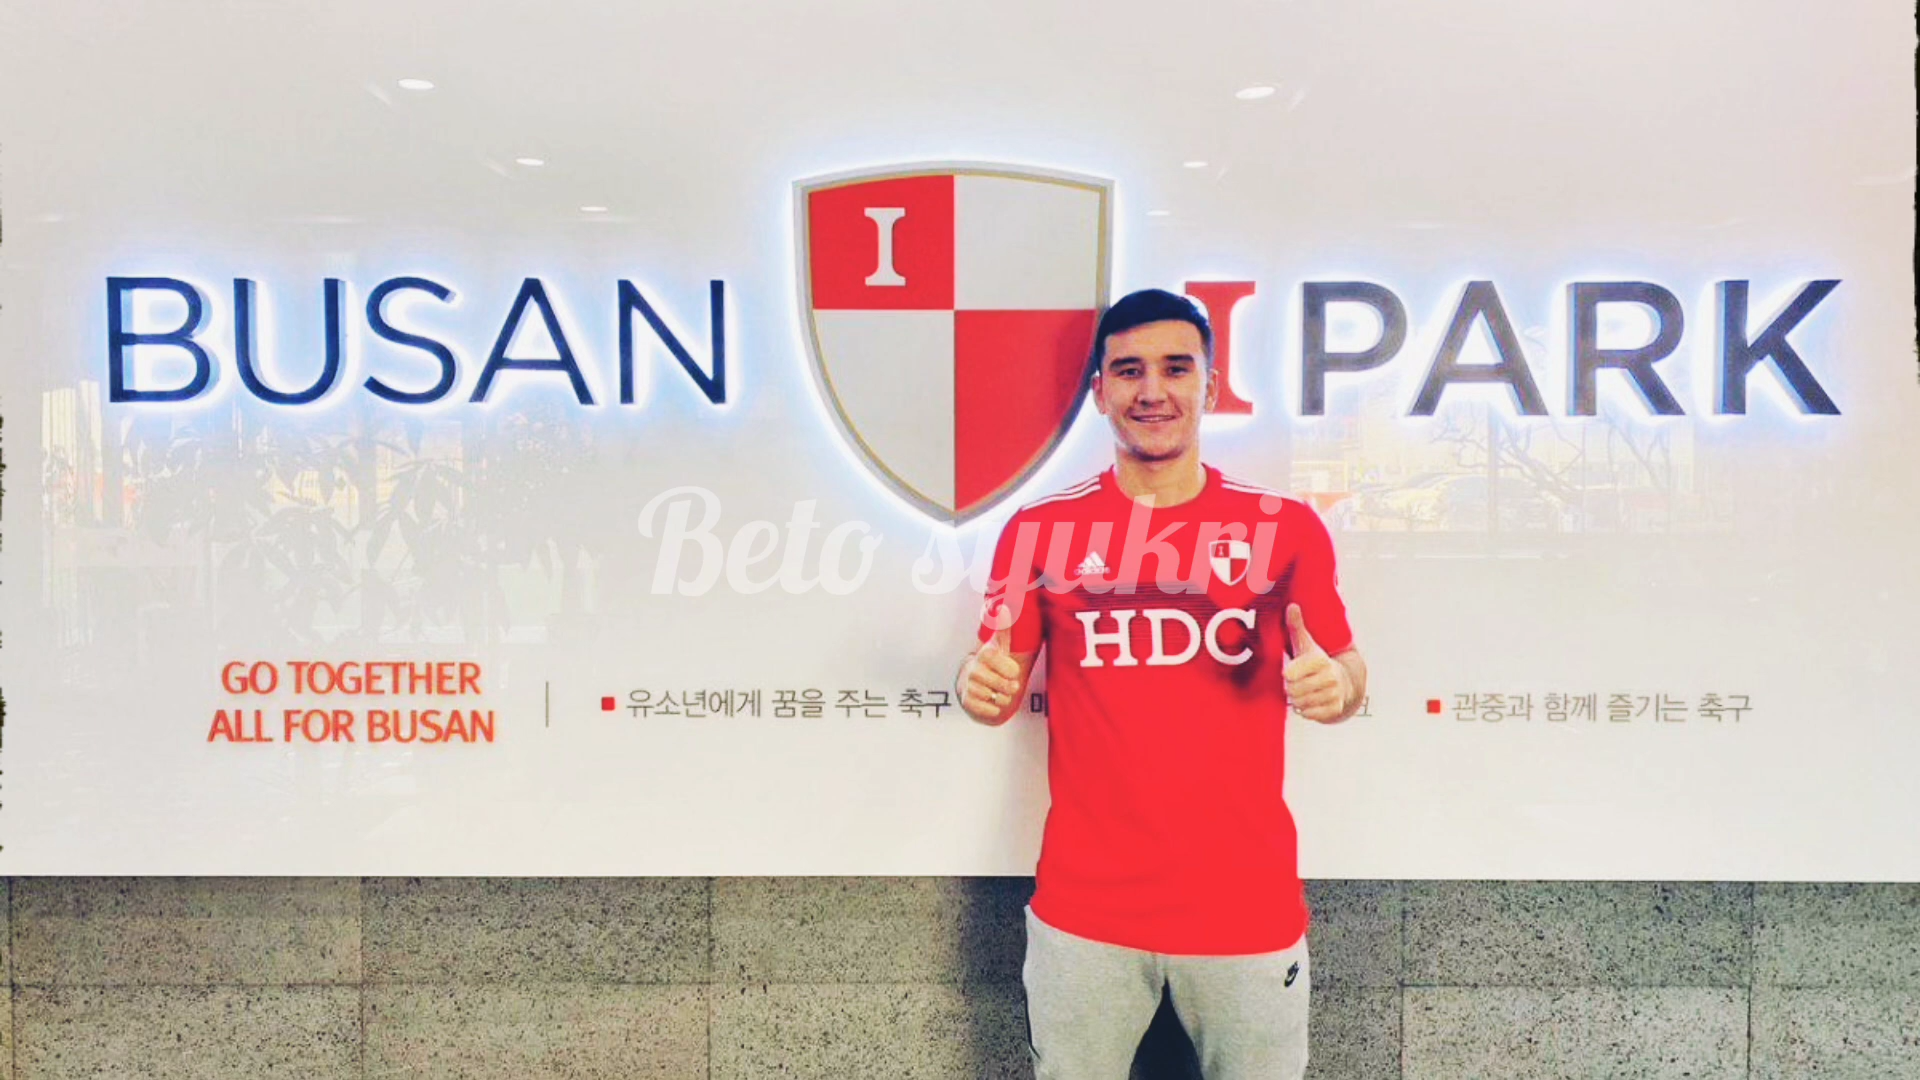 BUSAN I PARK
I
Beto syukri
adidas
HDC
GO TOGETHER
ALL FOR BUSAN
유소년에게 꿈을 주는 축구
관중과 함께 즐기는 축구